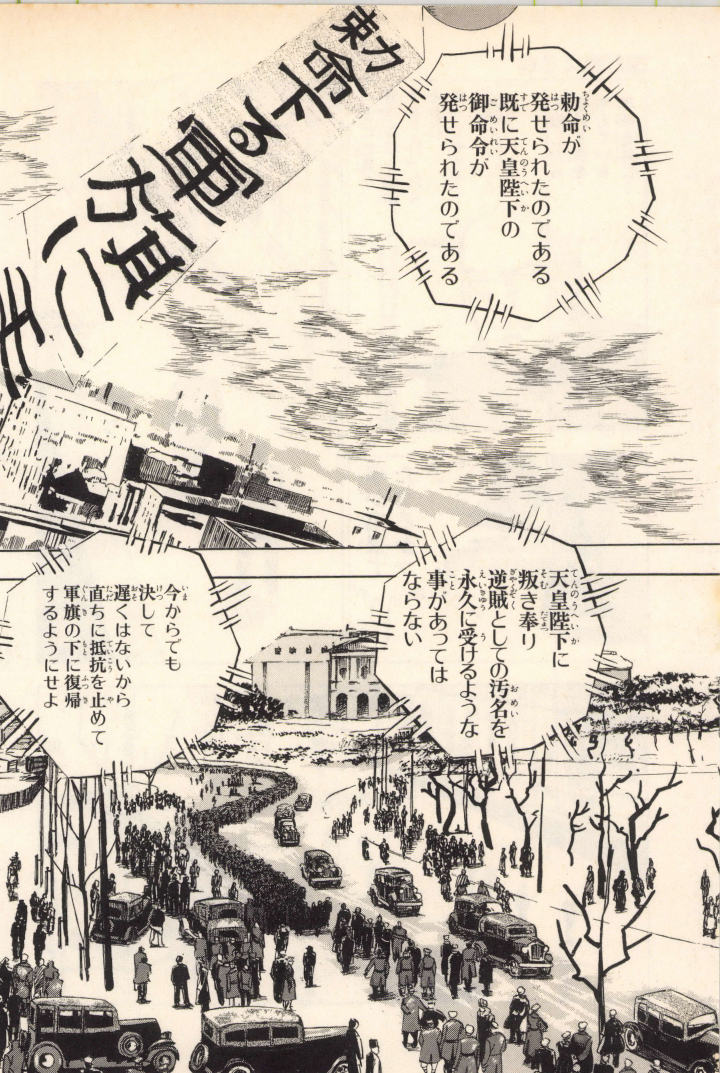 勅命が
発せられたのである
既に天皇陛下の
御命令が
発せられたのである
勅命下る軍
に手
天皇陛下に
叛き奉り
逆賊としての汚名を
永久に受けるような
事があっては
ならない
今からでも
決して
遅くはないから
直ちに抵抗を止めて
軍旗の下に復帰
するようにせよ